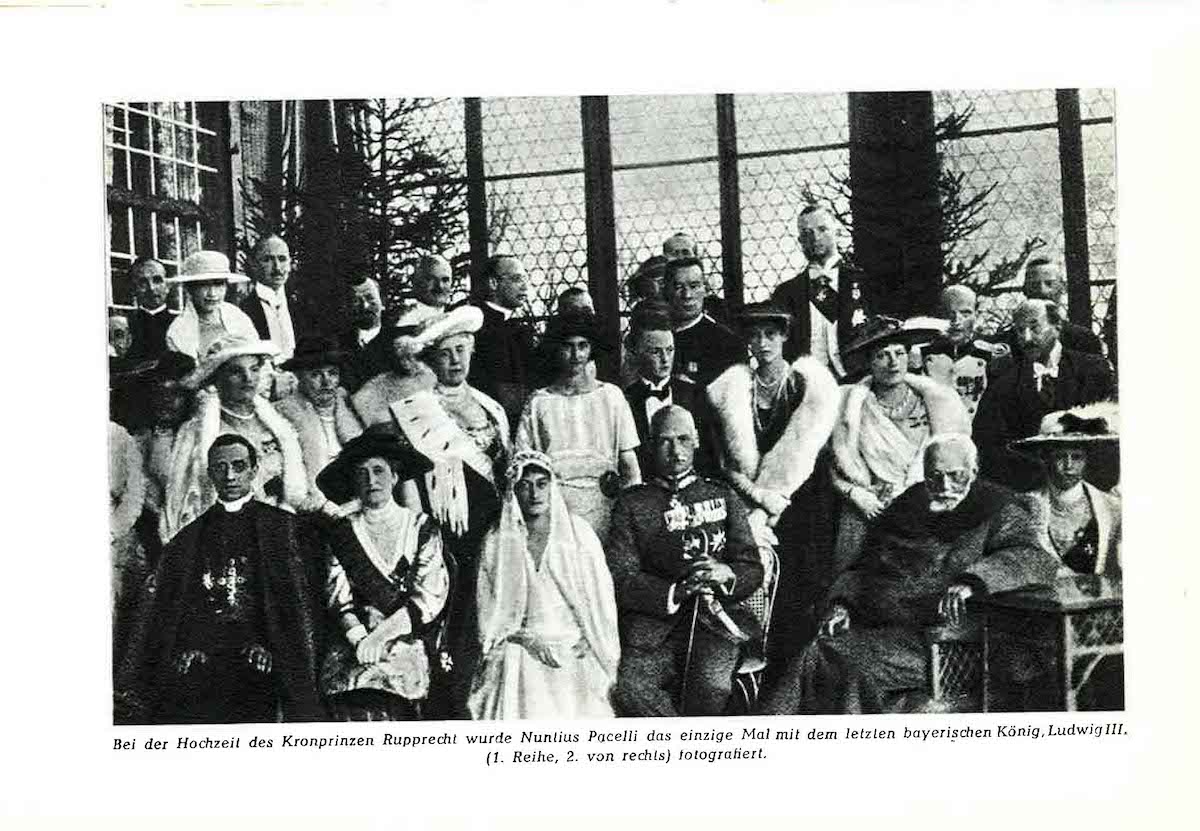 Bei der Hochzeit des Kronprinzen Rupprecht wurde Nuntius Pacelli das einzige Mal mit dem letzten bayerischen König, Ludwig III.
(1. Reihe, 2. von rechts) fotografiert.